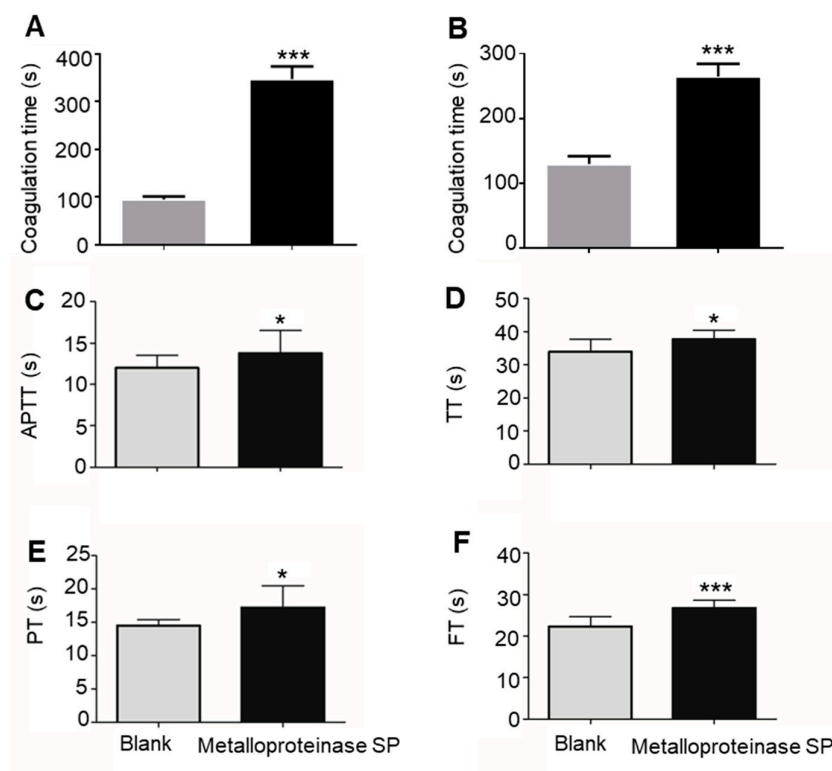 A
Coagulation time (s)
400
300
200
100
0
***
B
Coagulation time (s)
300
200
100
0
***
C
APTT (s)
20
15
10
5
0
*
D
TT (s)
50
40
30
20
10
0
*
E
PT (s)
25
20
15
10
5
0
*
Blank Metalloproteinase SP
F
FT (s)
40
30
20
10
0
***
Blank Metalloproteinase SP